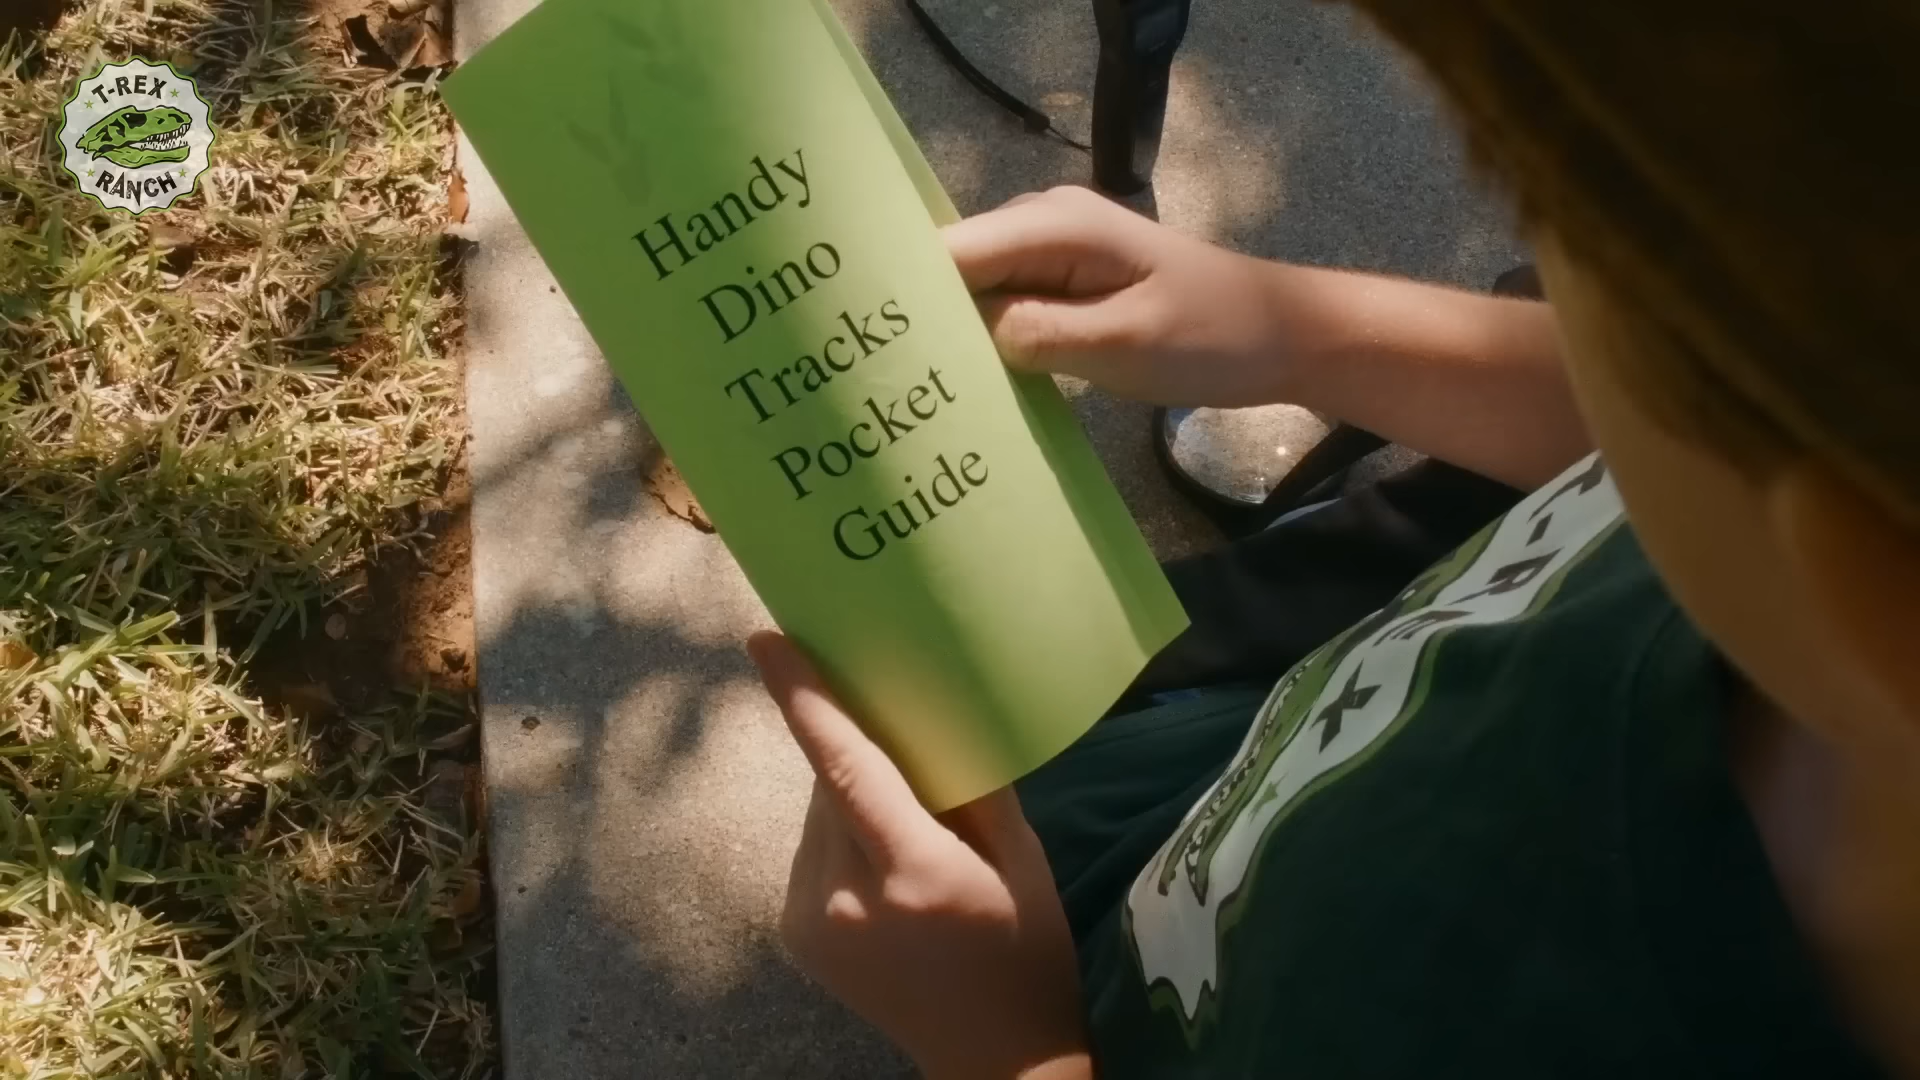 T-REX
RANCH
Handy
Dino
Tracks
Pocket
Guide
T-REX